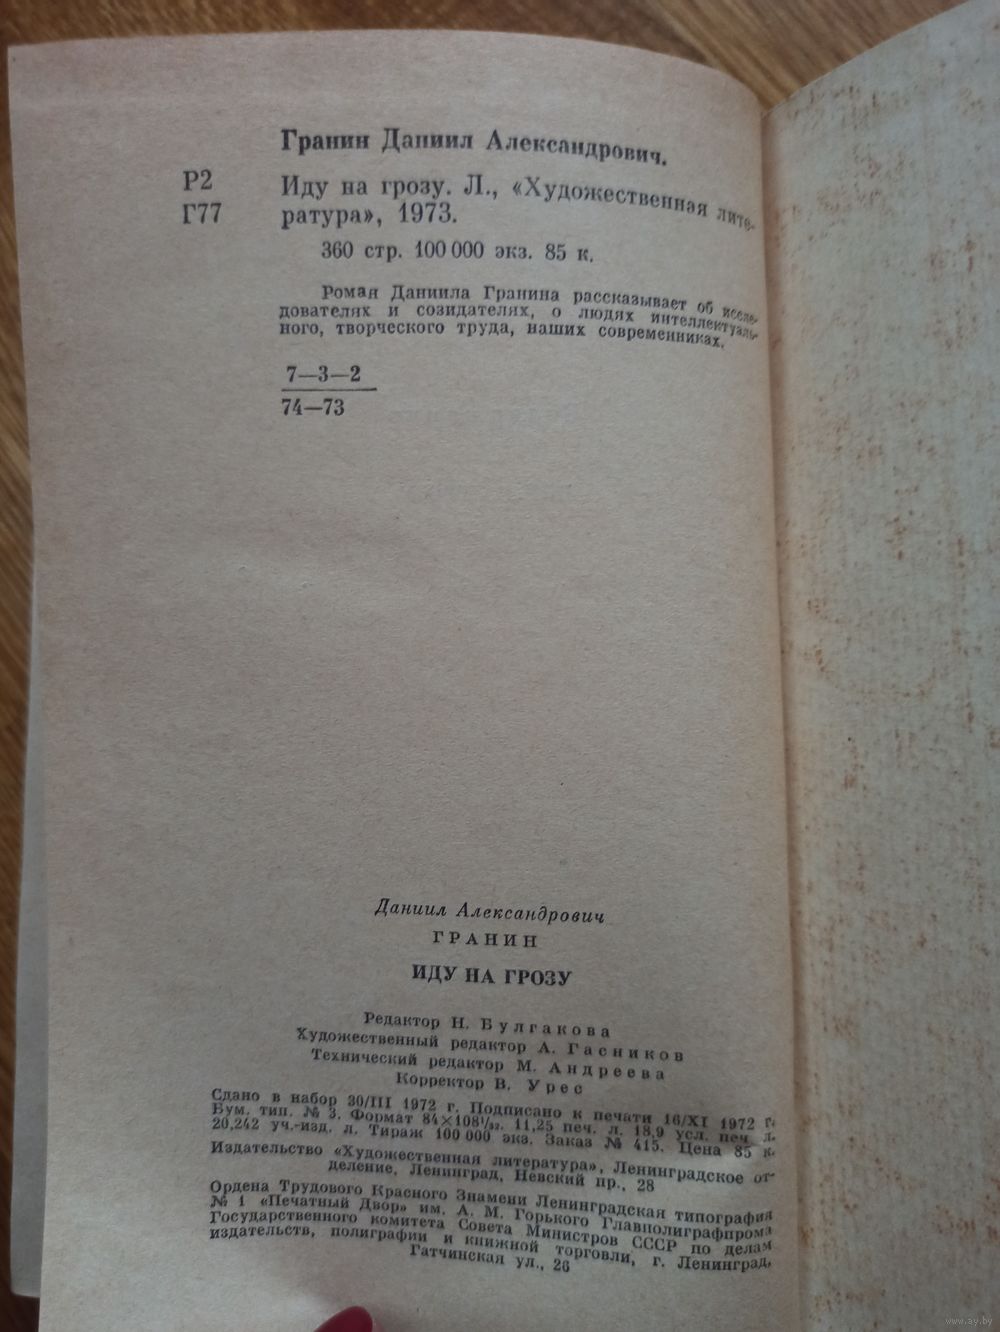 Гранин Даниил Александрович.
Р2
Г77
Иду на грозу. Л., «Художественная лите-
ратура», 1973.
360 стр. 100 000 экз. 85 к.
Роман Даниила Гранина рассказывает об иссле-
дователях и созидателях, о людях интеллектуаль-
ного, творческого труда, наших современниках.
7—3—2
74—73
Даниил Александрович
ГРАНИН
ИДУ НА ГРОЗУ
Редактор Н. Булгакова
Художественный редактор А. Гасников
Технический редактор М. Андреева
Корректор В. Урес
Сдано в набор 30/III 1972 г. Подписано к печати 16/XI 1972 г.
Бум. тип. № 3. Формат 84×108¹/₃₂. 11,25 печ. л. 18,9 усл. печ. л.
20,242 уч.-изд. л. Тираж 100 000 экз. Заказ № 415. Цена 85 к.
Издательство «Художественная литература», Ленинградское от-
деление, Ленинград, Невский пр., 28
Ордена Трудового Красного Знамени Ленинградская типография
№ 1 «Печатный Двор» им. А. М. Горького Главполиграфпрома
Государственного комитета Совета Министров СССР по делам
издательств, полиграфии и книжной торговли, г. Ленинград,
Гатчинская ул., 26
www.ay.by